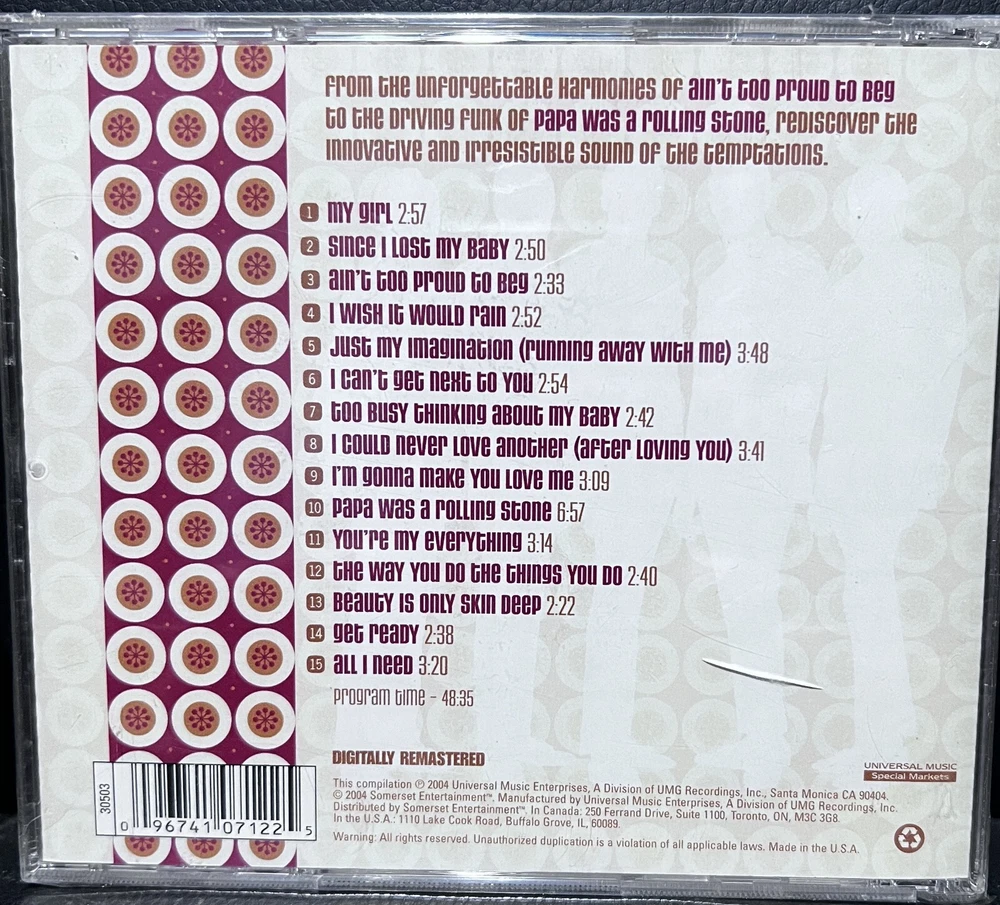 From the unforgettable harmonies of ain't too proud to beg
to the driving funk of papa was a rolling stone, rediscover the
innovative and irresistible sound of the temptations.
1 my girl 2:57
2 since I lost my baby 2:50
3 ain't too proud to beg 2:33
4 I wish it would rain 2:52
5 just my imagination (running away with me) 3:48
6 I can't get next to you 2:54
7 too busy thinking about my baby 2:42
8 I could never love another (after loving you) 3:41
9 I'm gonna make you love me 3:09
10 papa was a rolling stone 6:57
11 you're my everything 3:14
12 the way you do the things you do 2:40
13 beauty is only skin deep 2:22
14 get ready 2:38
15 all I need 3:20
program time - 48:35
DIGITALLY REMASTERED
UNIVERSAL MUSIC
Special Markets
This compilation ℗ 2004 Universal Music Enterprises, A Division of UMG Recordings, Inc., Santa Monica CA 90404.
© 2004 Somerset Entertainment™. Manufactured by Universal Music Enterprises, A Division of UMG Recordings, Inc.
Distributed by Somerset Entertainment™. In Canada: 250 Ferrand Drive, Suite 1100, Toronto, ON, M3C 3G8.
In the U.S.A.: 1110 Lake Cook Road, Buffalo Grove, IL, 60089.
Warning: All rights reserved. Unauthorized duplication is a violation of all applicable laws. Made in the U.S.A.
30503
0 96741 07122 5